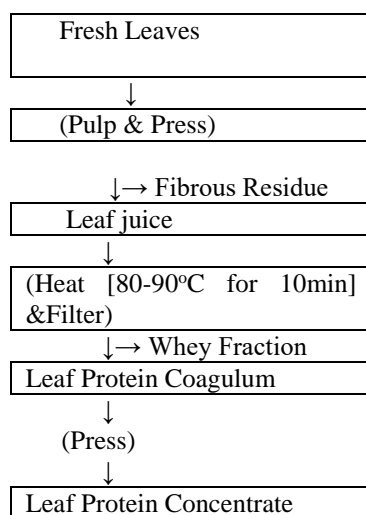 Fresh Leaves
↓
(Pulp & Press)
↓→ Fibrous Residue
Leaf juice
↓
(Heat [80-90°C for 10min]
&Filter)
↓→ Whey Fraction
Leaf Protein Coagulum
↓
(Press)
↓
Leaf Protein Concentrate